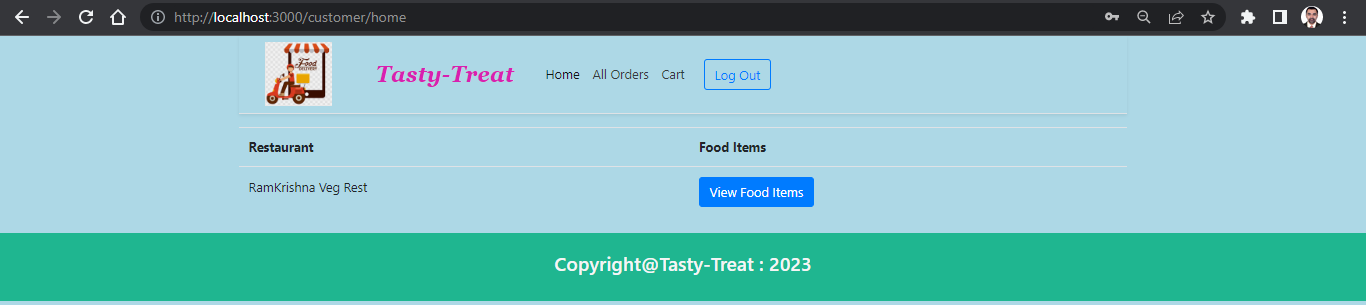 http://localhost:3000/customer/home
Food
DELIVERY
Tasty-Treat Home All Orders Cart Log Out
Restaurant Food Items
RamKrishna Veg Rest View Food Items
Copyright@Tasty-Treat : 2023